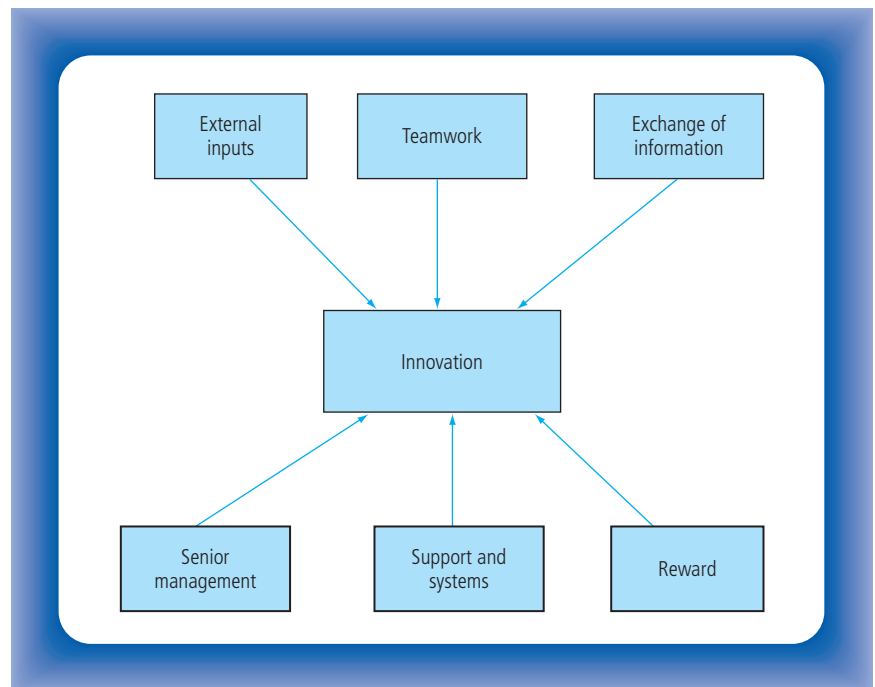 External
inputs
Teamwork
Exchange of
information
Innovation
Senior
management
Support and
systems
Reward